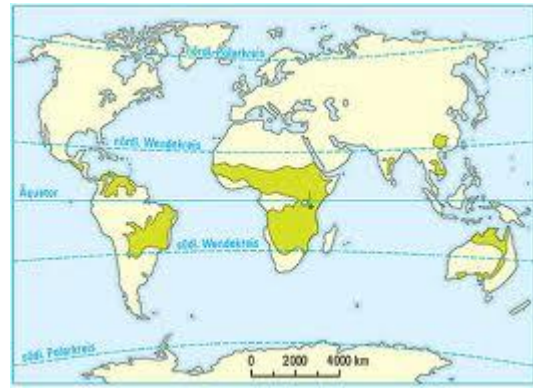 nördl. Polarkreis
nördl. Wendekreis
Äquator
südl. Wendekreis
südl. Polarkreis
0 2000 4000 km